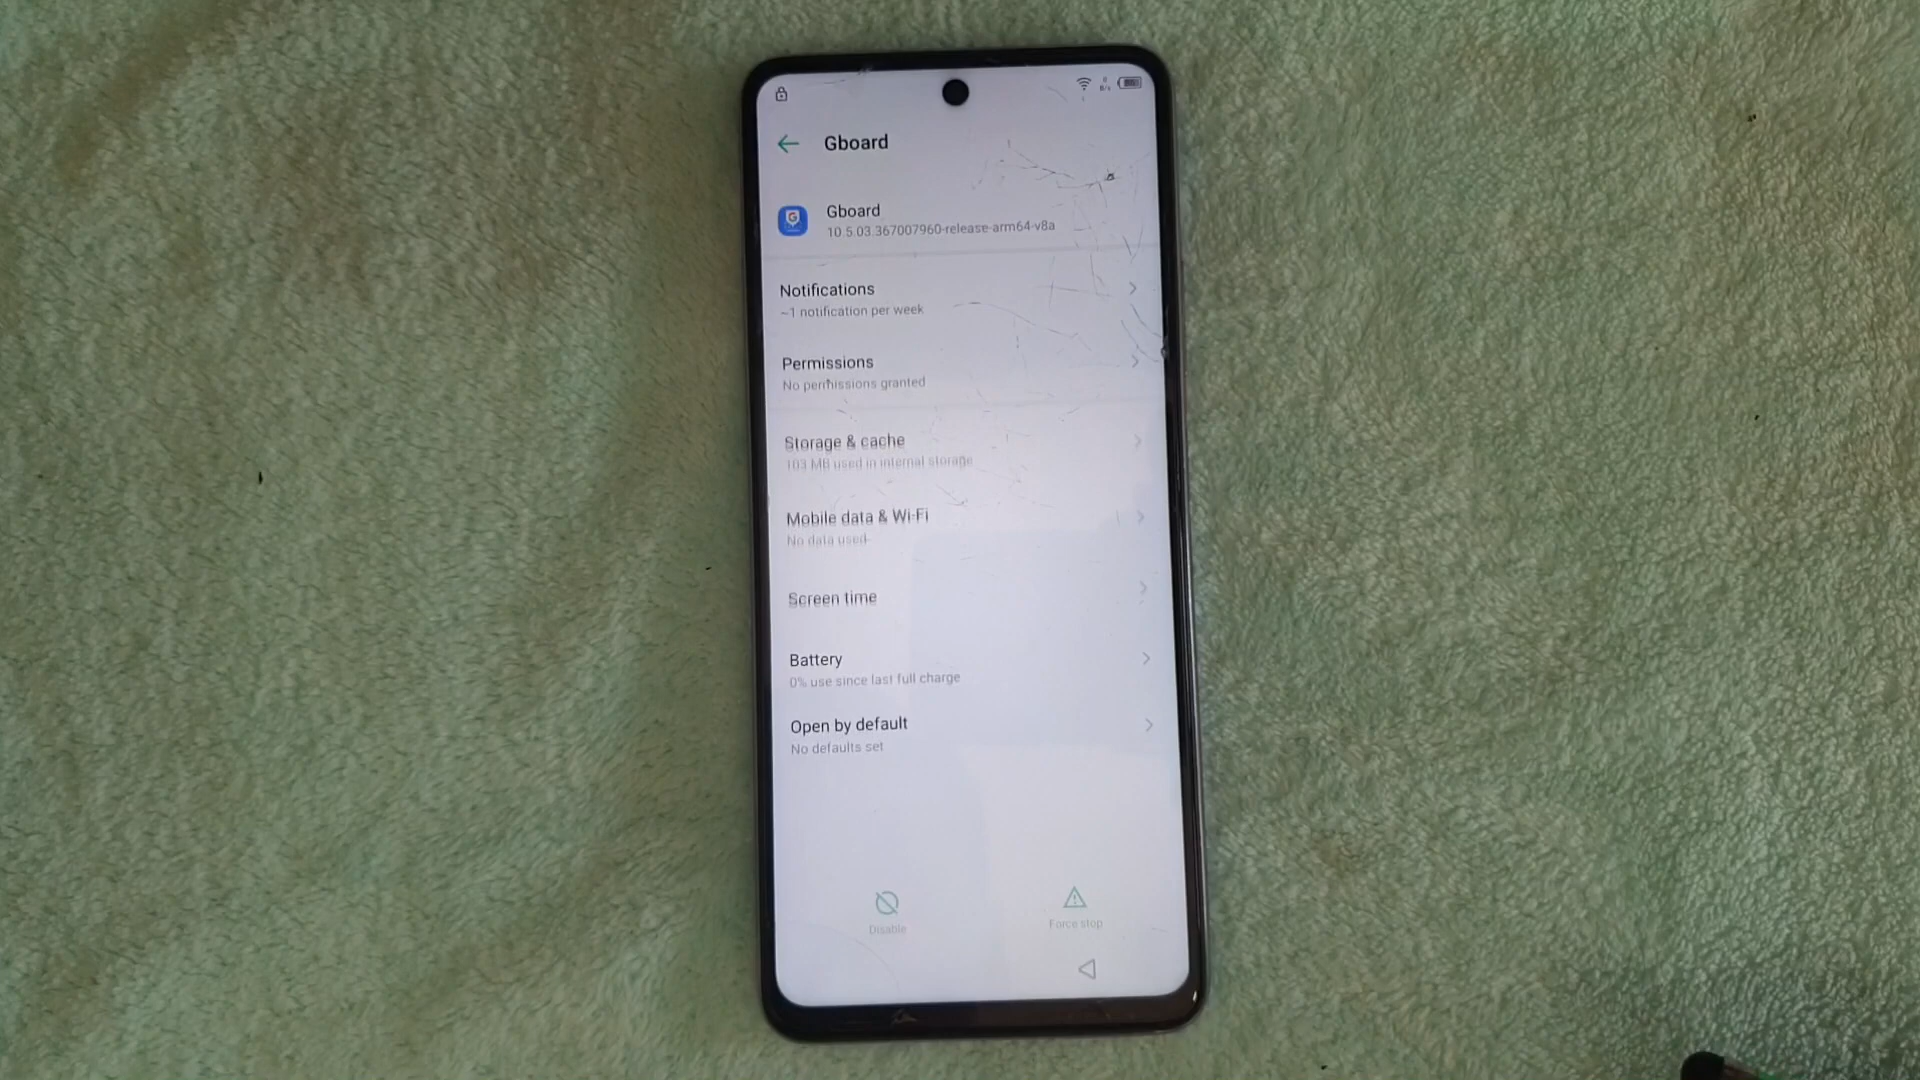 Gboard
Gboard
10.5.03.367007960-release-arm64-v8a
Notifications
~1 notification per week
Permissions
No permissions granted
Storage & cache
103 MB used in internal storage
Mobile data & Wi-Fi
No data used
Screen time
Battery
0% use since last full charge
Open by default
No defaults set
Disable
Force stop